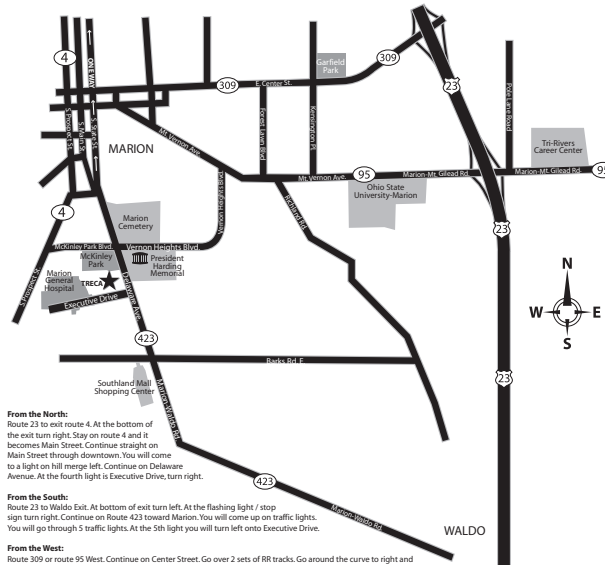 4
ONE WAY
S. Prospect St.
S. Main St.
S. State St.
309
E. Center St.
Garfield
Park
309
23
Pole Lane Road
MARION
Mt. Vernon Ave.
Forest Lawn Blvd
Kensington Pl.
Tri-Rivers
Career Center
Mt. Vernon Ave.
95
Marion-Mt. Gilead Rd.
Marion-Mt. Gilead Rd.
95
Ohio State
University-Marion
Vernon Heights Blvd
Richland Rd.
4
Marion
Cemetery
23
McKinley Park Blvd.
Vernon Heights Blvd.
McKinley
Park
President
Harding
Memorial
Marion
General
Hospital
TRECA
S. Prospect St.
Executive Drive
Delaware Ave.
N
W
E
S
423
Barks Rd. E
23
Southland Mall
Shopping Center
Marion-Waldo Rd.
423
Marion-Waldo Rd.
WALDO
From the North:
Route 23 to exit route 4. At the bottom of
the exit turn right. Stay on route 4 and it
becomes Main Street. Continue straight on
Main Street through downtown. You will come
to a light on hill merge left. Continue on Delaware
Avenue. At the fourth light is Executive Drive, turn right.
From the South:
Route 23 to Waldo Exit. At bottom of exit turn left. At the flashing light / stop
sign turn right. Continue on Route 423 toward Marion. You will come up on traffic lights.
You will go through 5 traffic lights. At the 5th light you will turn left onto Executive Drive.
From the West:
Route 309 or route 95 West. Continue on Center Street. Go over 2 sets of RR tracks. Go around the curve to right and